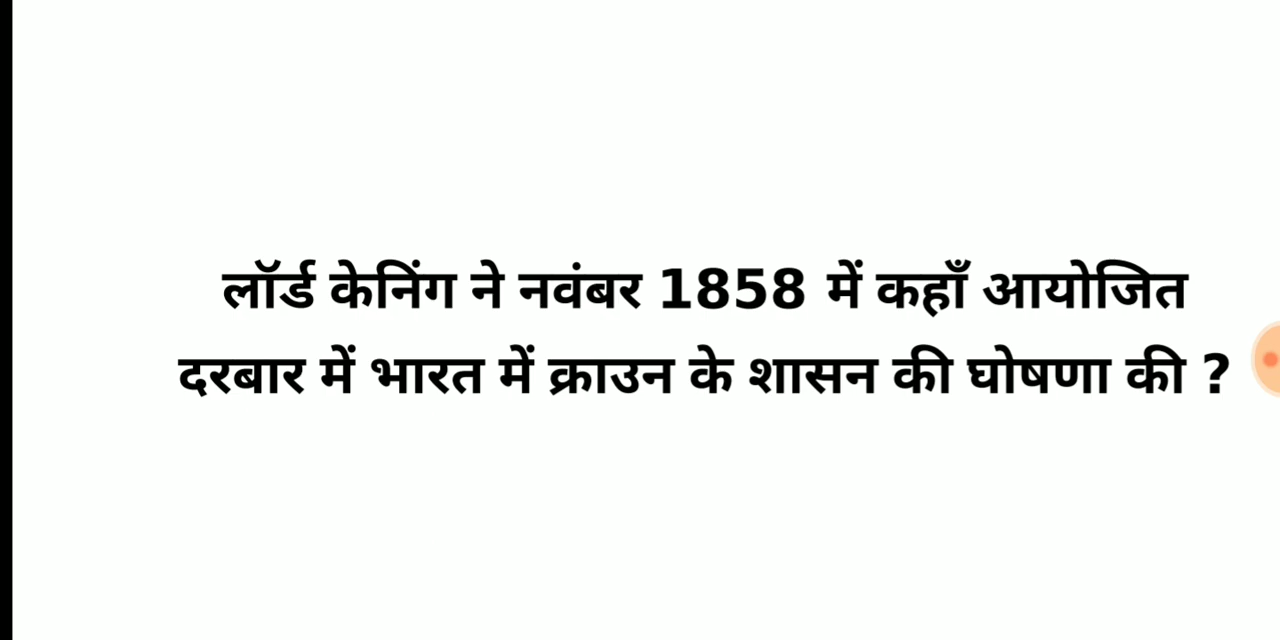 लॉर्ड केनिंग ने नवंबर 1858 में कहाँ आयोजित
दरबार में भारत में क्राउन के शासन की घोषणा की ?